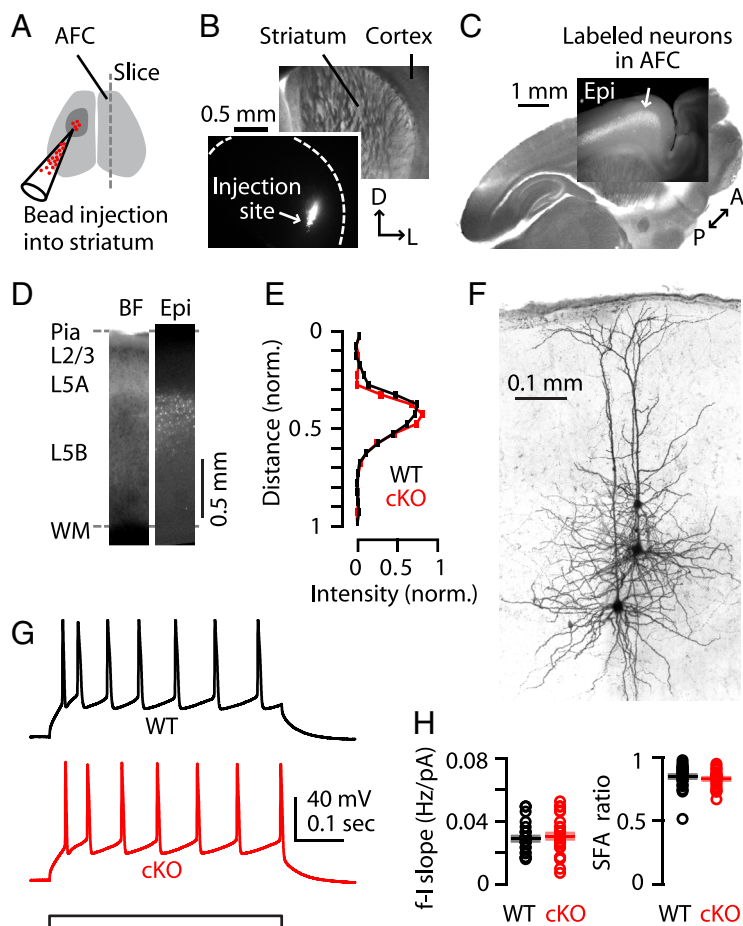 A
AFC
Slice
Bead injection
into striatum
B
Striatum
Cortex
0.5 mm
Injection
site
D
L
C
Labeled neurons
in AFC
1 mm
Epi
A
P
D
BF
Epi
Pia
L2/3
L5A
L5B
WM
0.5 mm
E
0
0.5
1
Distance (norm.)
WT
cKO
0
0.5
1
Intensity (norm.)
F
0.1 mm
G
WT
40 mV
0.1 sec
cKO
H
0.08
0.04
0
f-I slope (Hz/pA)
WT
cKO
1
0.5
0
SFA ratio
WT
cKO